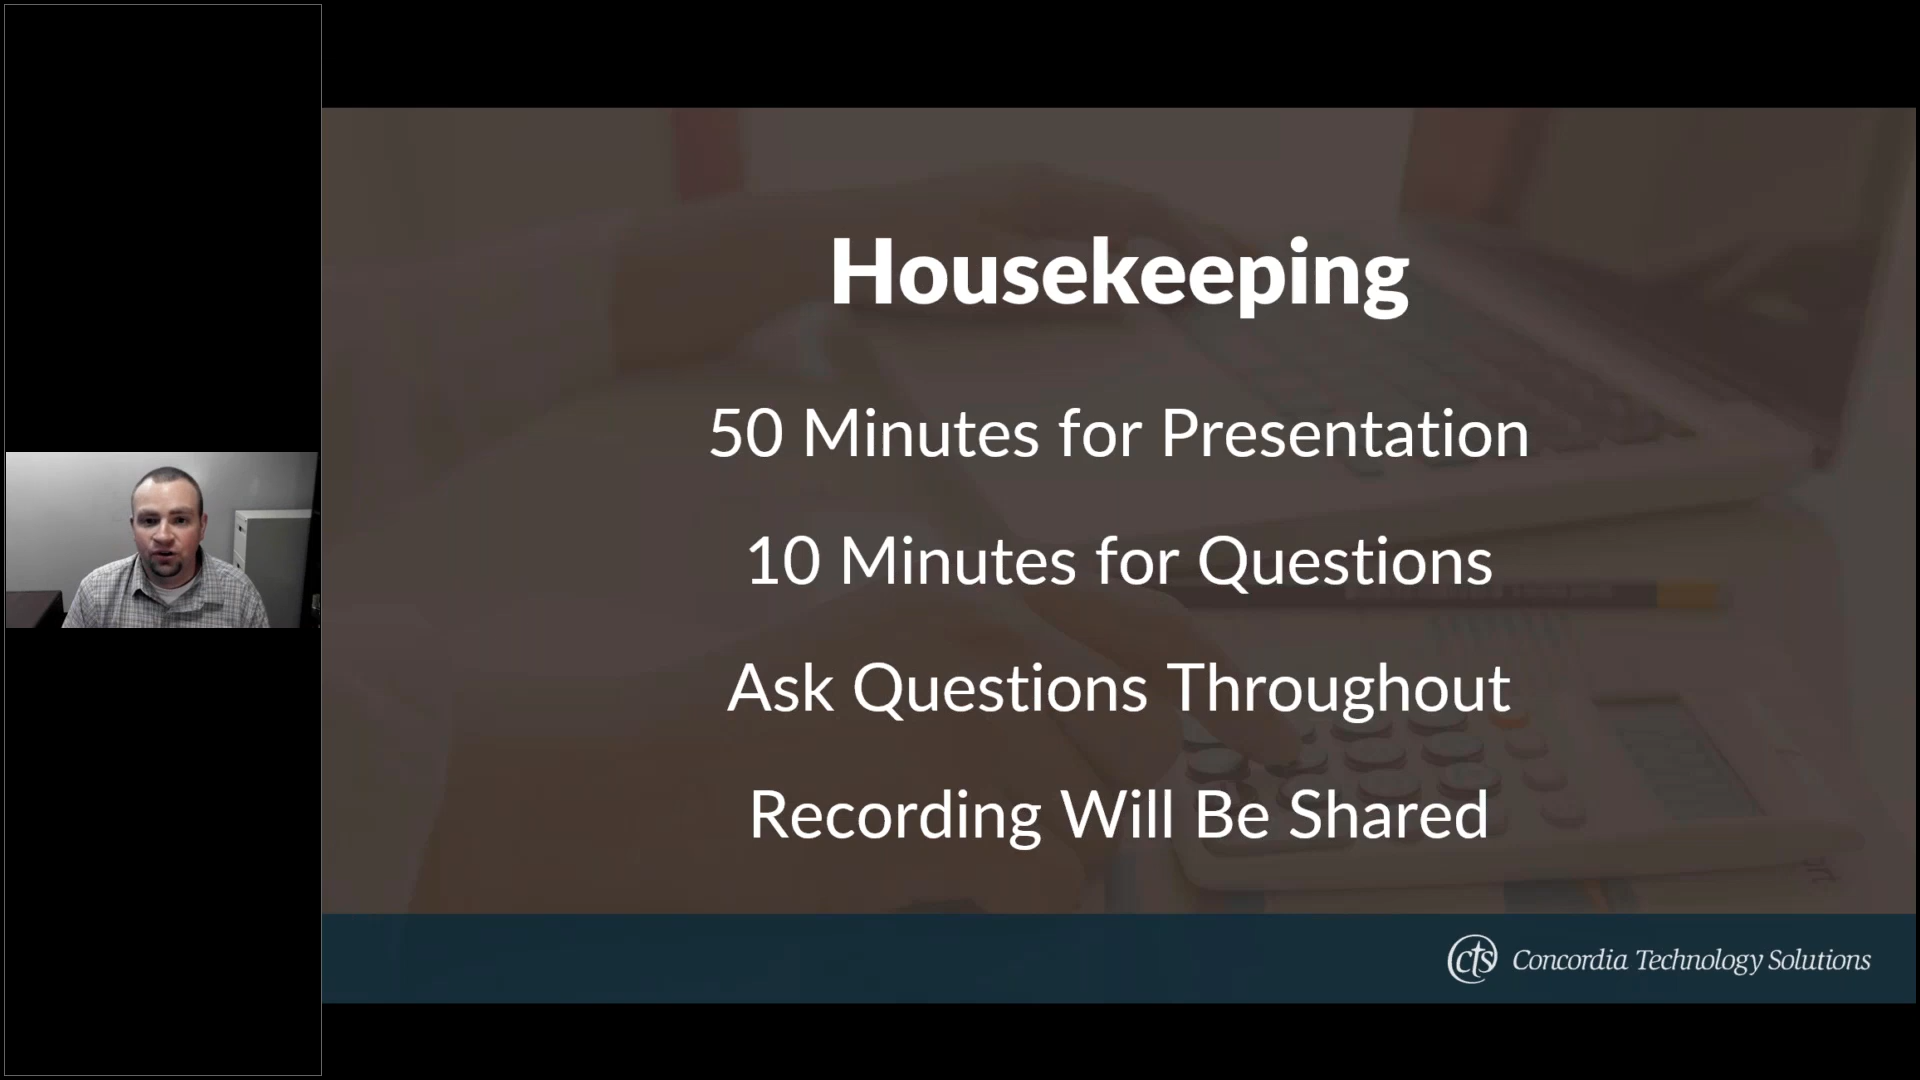 Housekeeping
50 Minutes for Presentation
10 Minutes for Questions
Ask Questions Throughout
Recording Will Be Shared
cts Concordia Technology Solutions